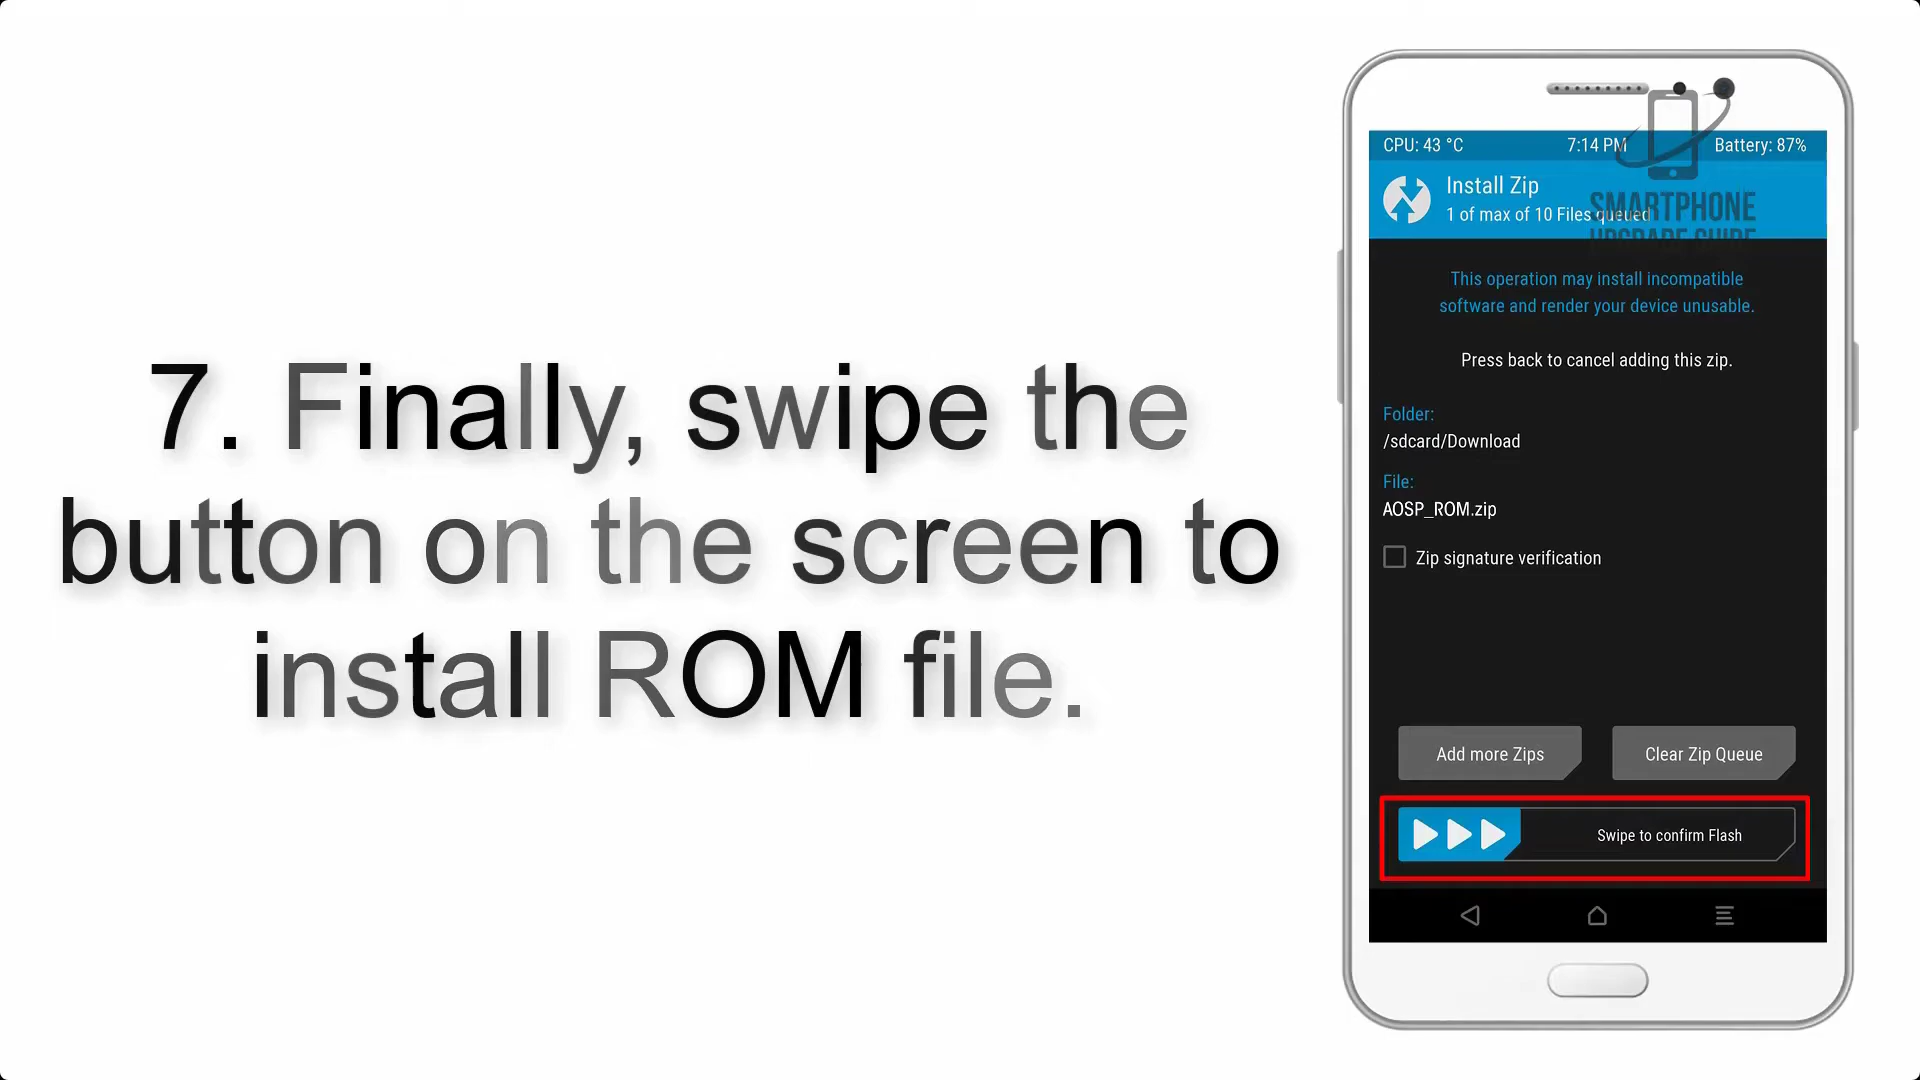 7. Finally, swipe the
button on the screen to
install ROM file.
CPU: 43 °C 7:14 PM Battery: 87%
Install Zip
1 of max of 10 Files queued
SMARTPHONE
UPGRADE GUIDE
This operation may install incompatible
software and render your device unusable.
Press back to cancel adding this zip.
Folder:
/sdcard/Download
File:
AOSP_ROM.zip
Zip signature verification
Add more Zips Clear Zip Queue
Swipe to confirm Flash